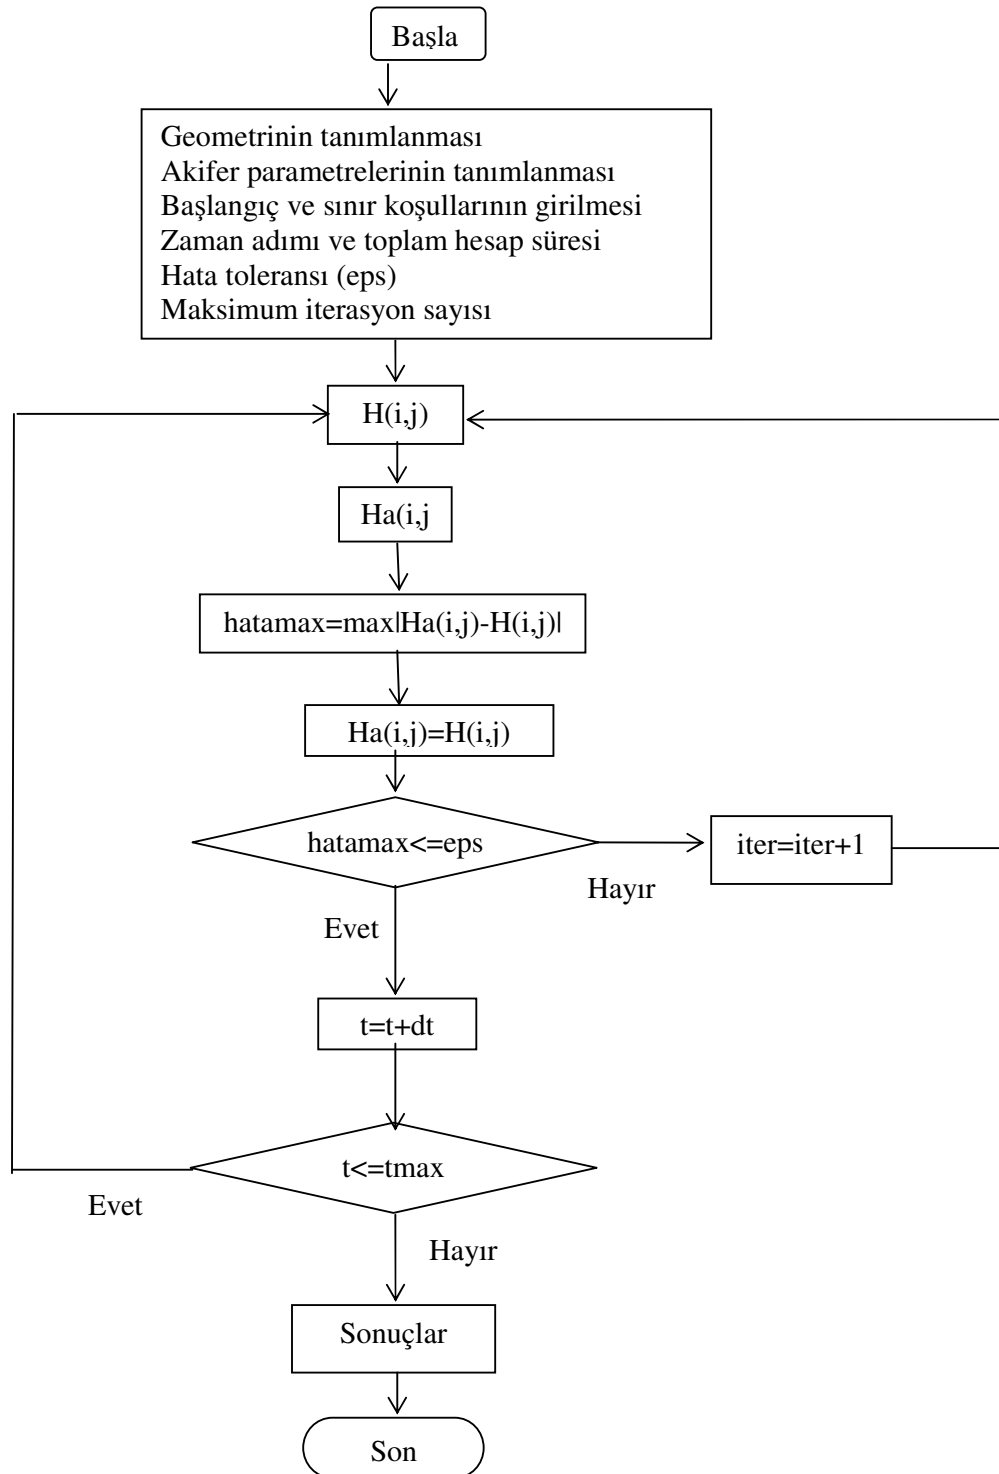 Başla
Geometrinin tanımlanması
Akifer parametrelerinin tanımlanması
Başlangıç ve sınır koşullarının girilmesi
Zaman adımı ve toplam hesap süresi
Hata toleransı (eps)
Maksimum iterasyon sayısı
H(i,j)
Ha(i,j
hatamax=max|Ha(i,j)-H(i,j)|
Ha(i,j)=H(i,j)
hatamax<=eps
iter=iter+1
Hayır
Evet
t=t+dt
t<=tmax
Evet
Hayır
Sonuçlar
Son